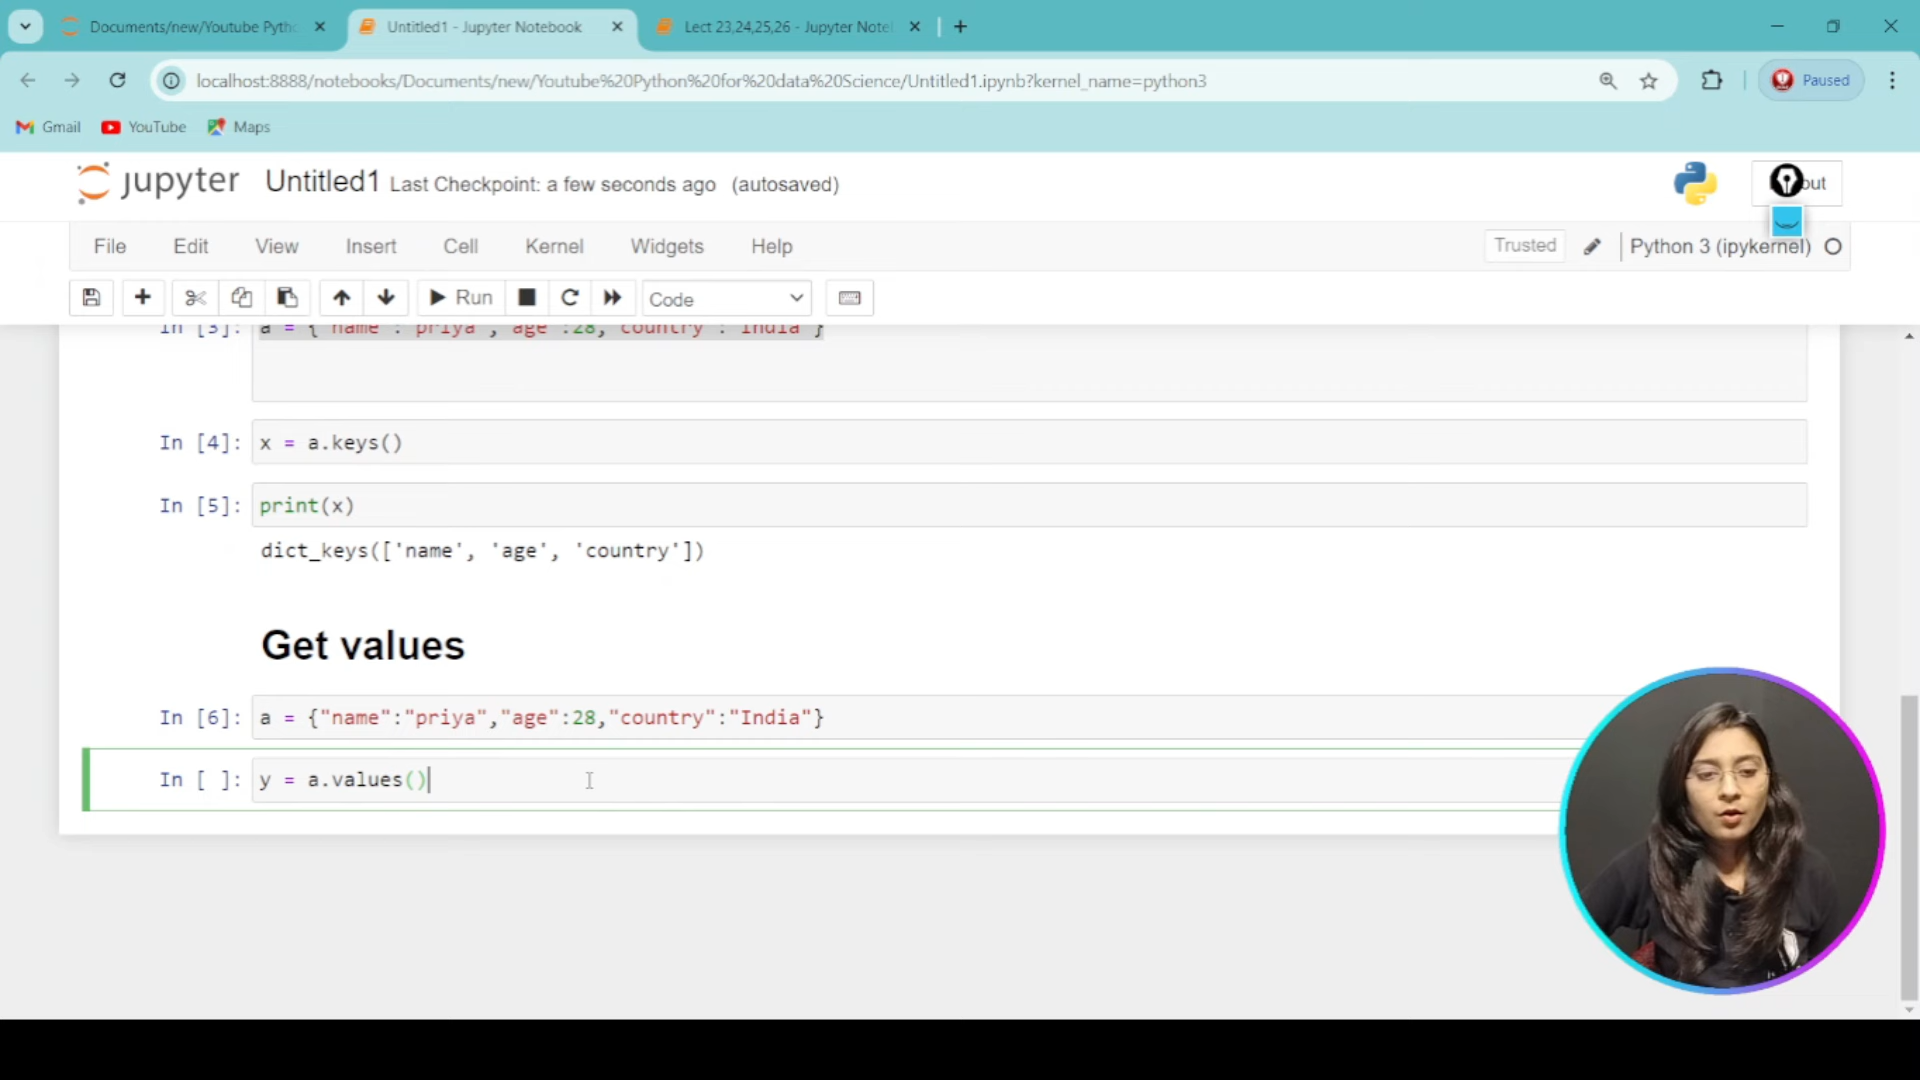 Documents/new/Youtube Pytho
Untitled1 - Jupyter Notebook
Lect 23,24,25,26 - Jupyter Note
localhost:8888/notebooks/Documents/new/Youtube%20Python%20for%20data%20Science/Untitled1.ipynb?kernel_name=python3
Paused
Gmail
YouTube
Maps
jupyter
Untitled1
Last Checkpoint: a few seconds ago (autosaved)
out
File Edit View Insert Cell Kernel Widgets Help
Trusted
Python 3 (ipykernel)
Run
Code
In [3]: a = {"name":"priya","age":28,"country":"India"}
In [4]: x = a.keys()
In [5]: print(x)
dict_keys(['name', 'age', 'country'])
Get values
In [6]: a = {"name":"priya","age":28,"country":"India"}
In [ ]: y = a.values()